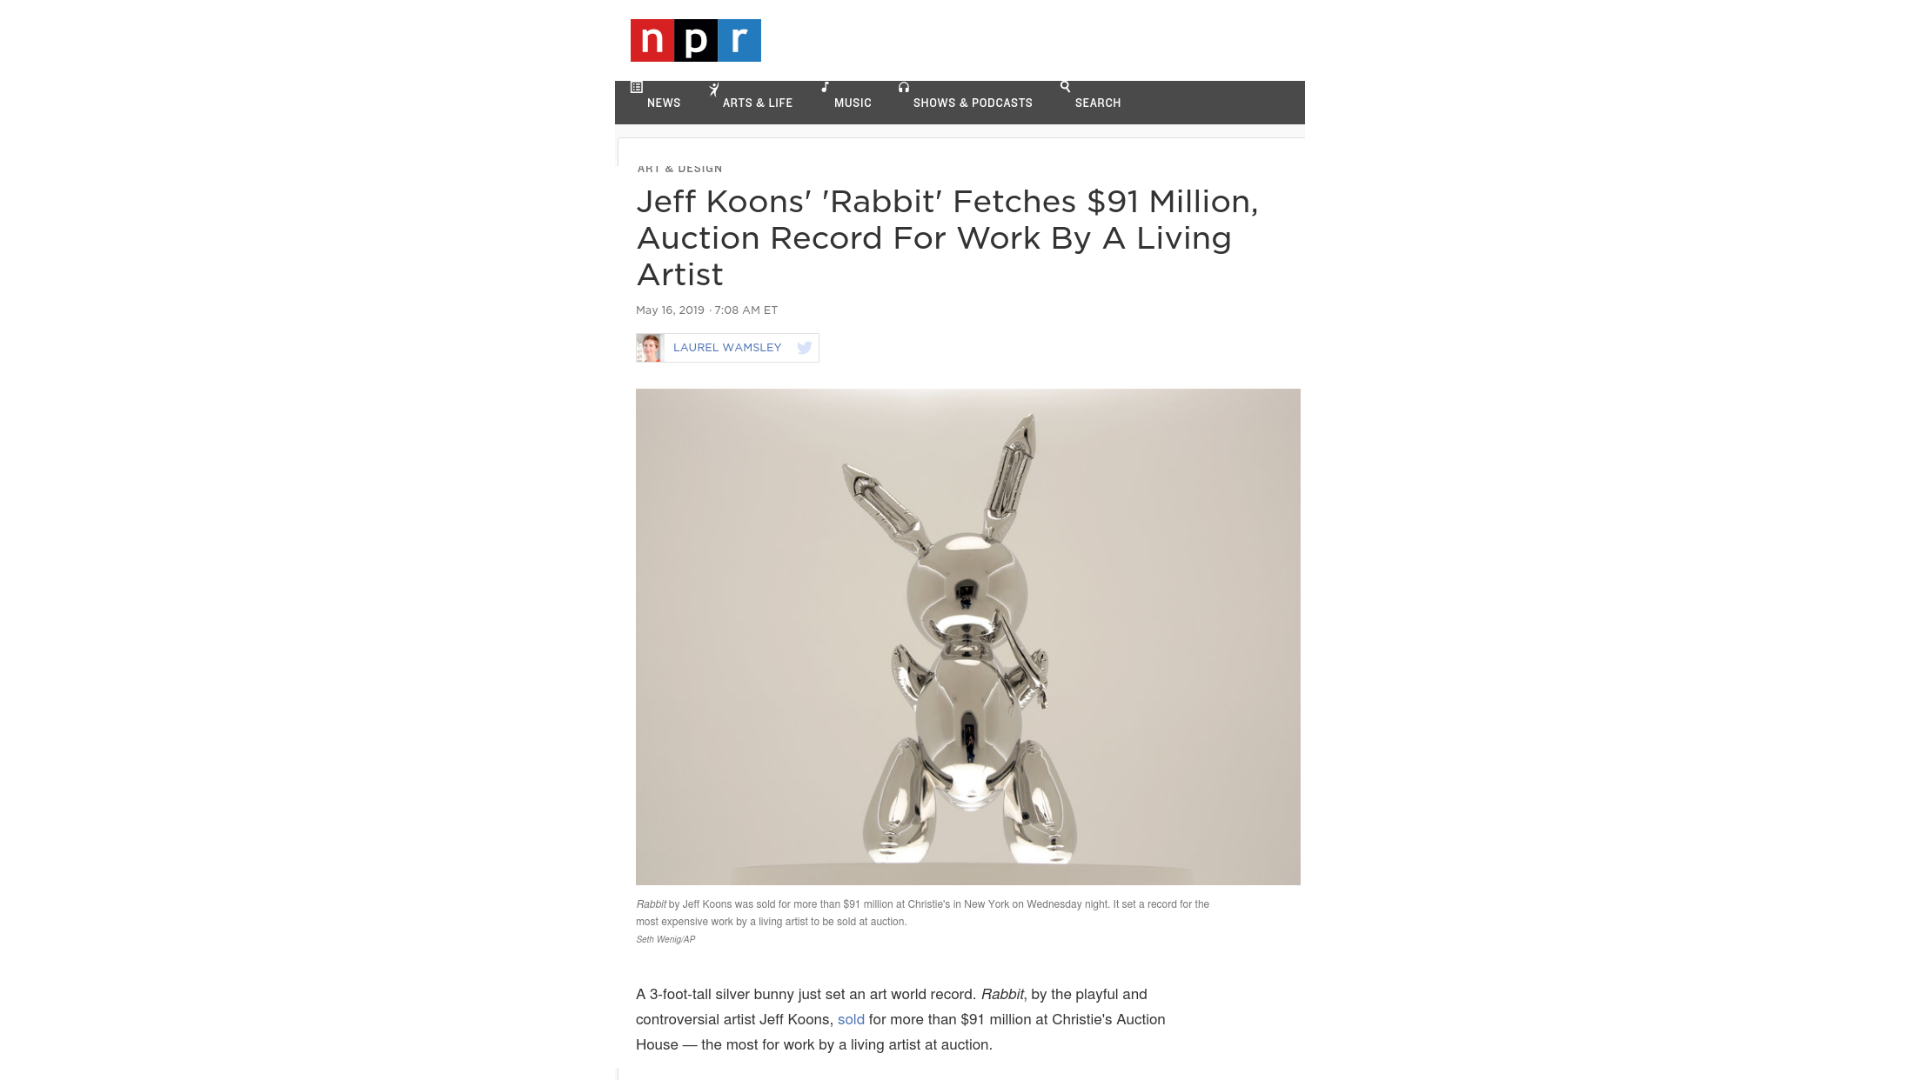 npr
NEWS ARTS & LIFE MUSIC SHOWS & PODCASTS SEARCH
ART & DESIGN
Jeff Koons' 'Rabbit' Fetches $91 Million,
Auction Record For Work By A Living
Artist
May 16, 2019 · 7:08 AM ET
LAUREL WAMSLEY
Rabbit by Jeff Koons was sold for more than $91 million at Christie's in New York on Wednesday night. It set a record for the
most expensive work by a living artist to be sold at auction.
Seth Wenig/AP
A 3-foot-tall silver bunny just set an art world record. Rabbit, by the playful and
controversial artist Jeff Koons, sold for more than $91 million at Christie's Auction
House — the most for work by a living artist at auction.